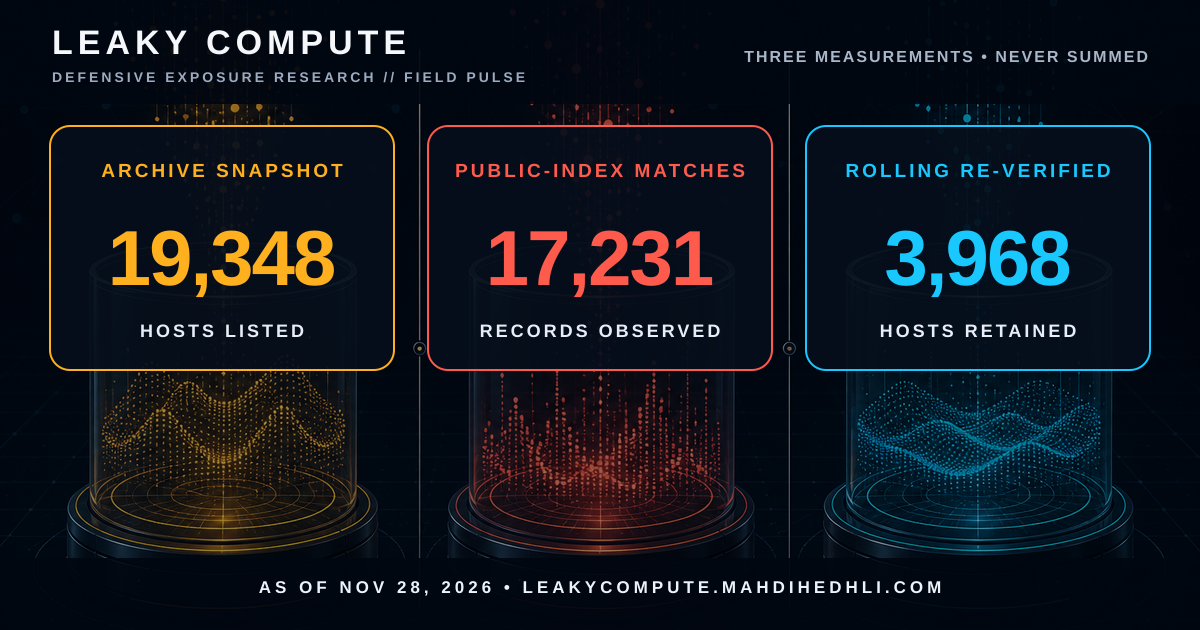 LEAKY COMPUTE
DEFENSIVE EXPOSURE RESEARCH // FIELD PULSE
THREE MEASUREMENTS • NEVER SUMMED
ARCHIVE SNAPSHOT
19,348
HOSTS LISTED
PUBLIC-INDEX MATCHES
17,231
RECORDS OBSERVED
ROLLING RE-VERIFIED
3,968
HOSTS RETAINED
AS OF NOV 28, 2026 • LEAKYCOMPUTE.MAHDIHEDHLI.COM